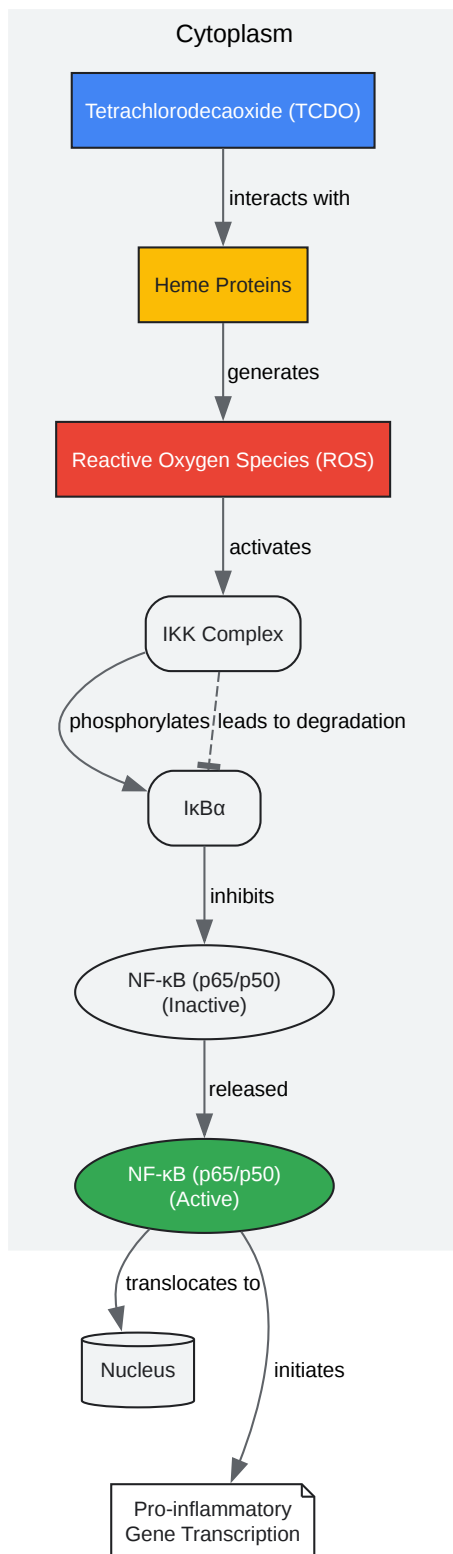 Cytoplasm
Tetrachlorodecaoxide (TCDO)
interacts with
Heme Proteins
generates
Reactive Oxygen Species (ROS)
activates
IKK Complex
phosphorylates
leads to degradation
IκBα
inhibits
NF-κB (p65/p50)
(Inactive)
released
NF-κB (p65/p50)
(Active)
translocates to
Nucleus
initiates
Pro-inflammatory
Gene Transcription